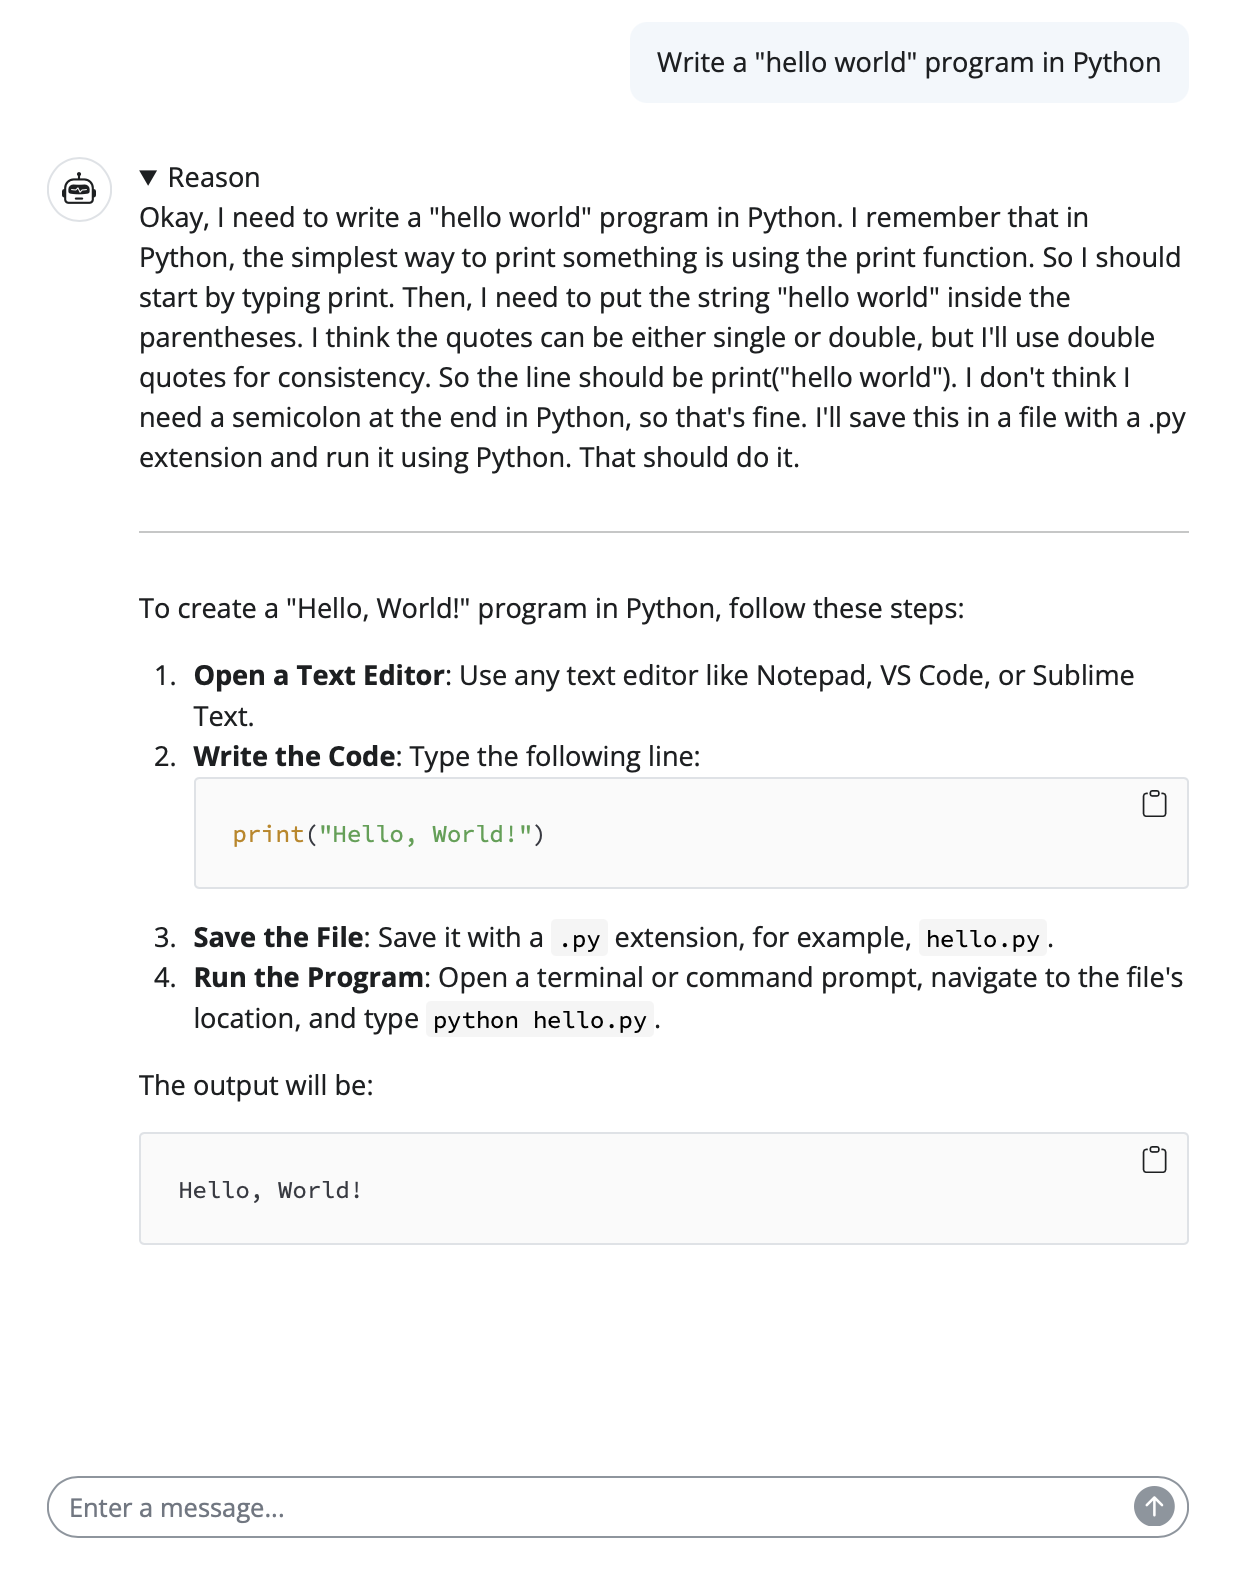 Write a "hello world" program in Python
▼ Reason
Okay, I need to write a "hello world" program in Python. I remember that in
Python, the simplest way to print something is using the print function. So I should
start by typing print. Then, I need to put the string "hello world" inside the
parentheses. I think the quotes can be either single or double, but I'll use double
quotes for consistency. So the line should be print("hello world"). I don't think I
need a semicolon at the end in Python, so that's fine. I'll save this in a file with a .py
extension and run it using Python. That should do it.
To create a "Hello, World!" program in Python, follow these steps:
1. Open a Text Editor: Use any text editor like Notepad, VS Code, or Sublime
Text.
2. Write the Code: Type the following line:
print("Hello, World!")
3. Save the File: Save it with a .py extension, for example, hello.py.
4. Run the Program: Open a terminal or command prompt, navigate to the file's
location, and type python hello.py.
The output will be:
Hello, World!
Enter a message...